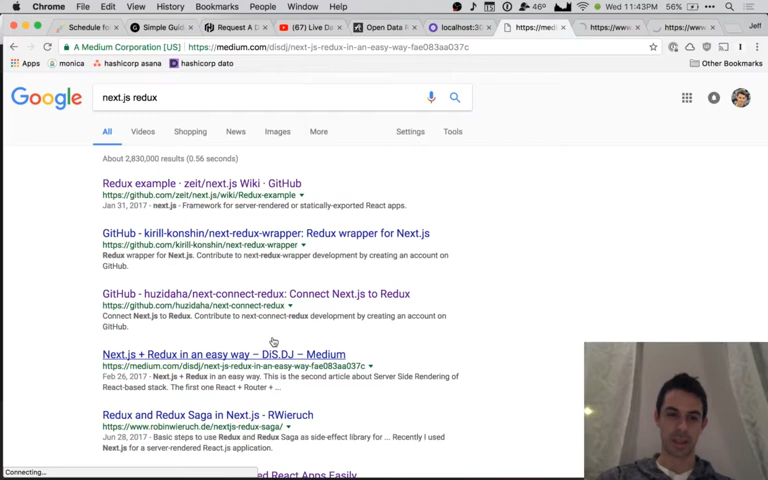 Chrome File Edit View History Bookmarks People Window Help 46° Wed 11:43PM 56%
Schedule fo Simple Guid Request A D (67) Live Da Open Data localhost:30 https://med https://www. https://www. Jeff
A Medium Corporation [US] https://medium.com/disdj/next-js-redux-in-an-easy-way-fae083aa037c
Apps monica hashicorp asana hashicorp dato Other Bookmarks
Google next.js redux
All Videos Shopping News Images More Settings Tools
About 2,830,000 results (0.56 seconds)
Redux example · zeit/next.js Wiki · GitHub
https://github.com/zeit/next.js/wiki/Redux-example
Jan 31, 2017 - next.js - Framework for server-rendered or statically-exported React apps.
GitHub - kirill-konshin/next-redux-wrapper: Redux wrapper for Next.js
https://github.com/kirill-konshin/next-redux-wrapper
Redux wrapper for Next.js. Contribute to next-redux-wrapper development by creating an account on
GitHub.
GitHub - huzidaha/next-connect-redux: Connect Next.js to Redux
https://github.com/huzidaha/next-connect-redux
Connect Next.js to Redux. Contribute to next-connect-redux development by creating an account on
GitHub.
Next.js + Redux in an easy way – DiS.DJ – Medium
https://medium.com/disdj/next-js-redux-in-an-easy-way-fae083aa037c
Feb 26, 2017 - Next.js + Redux in an easy way. This is the second article about Server Side Rendering of
React-based stack. The first one React + Router + ...
Redux and Redux Saga in Next.js - RWieruch
https://www.robinwieruch.de/nextjs-redux-saga/
Jun 28, 2017 - Basic steps to use Redux and Redux Saga as side-effect library for ... Recently I used
Next.js for a server-rendered React.js application.
Connecting... ed React Apps Easily